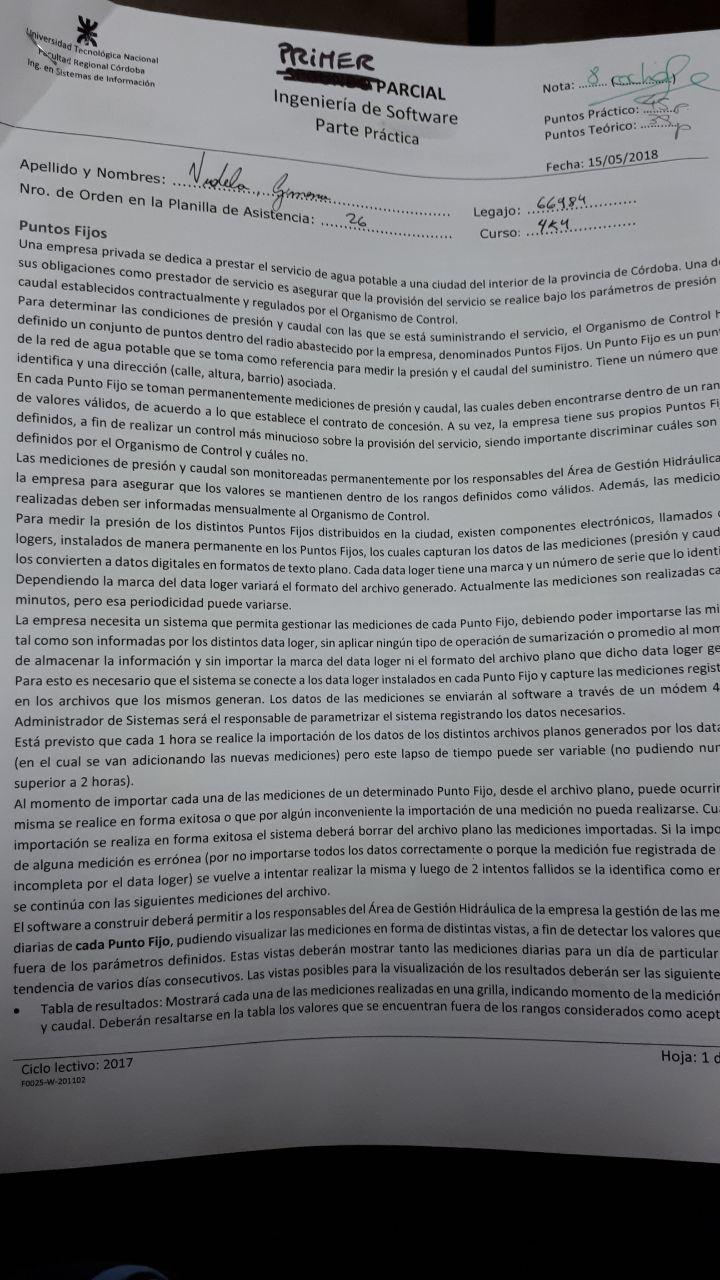 Universidad Tecnológica Nacional
Facultad Regional Córdoba
Ing. en Sistemas de Información
PRIMER
PARCIAL
Ingeniería de Software
Parte Práctica
Nota: 8
Puntos Práctico:
Puntos Teórico:
Fecha: 15/05/2018
Apellido y Nombres:
Nro. de Orden en la Planilla de Asistencia: 26
Legajo: 66984
Curso: 4K4
Puntos Fijos
Una empresa privada se dedica a prestar el servicio de agua potable a una ciudad del interior de la provincia de Córdoba. Una de
sus obligaciones como prestador de servicio es asegurar que la provisión del servicio se realice bajo los parámetros de presión
caudal establecidos contractualmente y regulados por el Organismo de Control.
Para determinar las condiciones de presión y caudal con las que se está suministrando el servicio, el Organismo de Control h
definido un conjunto de puntos dentro del radio abastecido por la empresa, denominados Puntos Fijos. Un Punto Fijo es un pun
de la red de agua potable que se toma como referencia para medir la presión y el caudal del suministro. Tiene un número que
identifica y una dirección (calle, altura, barrio) asociada.
En cada Punto Fijo se toman permanentemente mediciones de presión y caudal, las cuales deben encontrarse dentro de un ran
de valores válidos, de acuerdo a lo que establece el contrato de concesión. A su vez, la empresa tiene sus propios Puntos Fi
definidos, a fin de realizar un control más minucioso sobre la provisión del servicio, siendo importante discriminar cuáles son
definidos por el Organismo de Control y cuáles no.
Las mediciones de presión y caudal son monitoreadas permanentemente por los responsables del Área de Gestión Hidráulica
la empresa para asegurar que los valores se mantienen dentro de los rangos definidos como válidos. Además, las medicio
realizadas deben ser informadas mensualmente al Organismo de Control.
Para medir la presión de los distintos Puntos Fijos distribuidos en la ciudad, existen componentes electrónicos, llamados
logers, instalados de manera permanente en los Puntos Fijos, los cuales capturan los datos de las mediciones (presión y caud
los convierten a datos digitales en formatos de texto plano. Cada data loger tiene una marca y un número de serie que lo identi
Dependiendo la marca del data loger variará el formato del archivo generado. Actualmente las mediciones son realizadas ca
minutos, pero esa periodicidad puede variarse.
La empresa necesita un sistema que permita gestionar las mediciones de cada Punto Fijo, debiendo poder importarse las mi
tal como son informadas por los distintos data loger, sin aplicar ningún tipo de operación de sumarización o promedio al mom
de almacenar la información y sin importar la marca del data loger ni el formato del archivo plano que dicho data loger ge
Para esto es necesario que el sistema se conecte a los data loger instalados en cada Punto Fijo y capture las mediciones regist
en los archivos que los mismos generan. Los datos de las mediciones se enviarán al software a través de un módem 4
Administrador de Sistemas será el responsable de parametrizar el sistema registrando los datos necesarios.
Está previsto que cada 1 hora se realice la importación de los datos de los distintos archivos planos generados por los data
(en el cual se van adicionando las nuevas mediciones) pero este lapso de tiempo puede ser variable (no pudiendo nun
superior a 2 horas).
Al momento de importar cada una de las mediciones de un determinado Punto Fijo, desde el archivo plano, puede ocurrir
misma se realice en forma exitosa o que por algún inconveniente la importación de una medición no pueda realizarse. Cu
importación se realiza en forma exitosa el sistema deberá borrar del archivo plano las mediciones importadas. Si la impo
de alguna medición es errónea (por no importarse todos los datos correctamente o porque la medición fue registrada de
incompleta por el data loger) se vuelve a intentar realizar la misma y luego de 2 intentos fallidos se la identifica como er
se continúa con las siguientes mediciones del archivo.
El software a construir deberá permitir a los responsables del Área de Gestión Hidráulica de la empresa la gestión de las me
diarias de cada Punto Fijo, pudiendo visualizar las mediciones en forma de distintas vistas, a fin de detectar los valores que
fuera de los parámetros definidos. Estas vistas deberán mostrar tanto las mediciones diarias para un día de particular
tendencia de varios días consecutivos. Las vistas posibles para la visualización de los resultados deberán ser las siguiente
• Tabla de resultados: Mostrará cada una de las mediciones realizadas en una grilla, indicando momento de la medición
y caudal. Deberán resaltarse en la tabla los valores que se encuentran fuera de los rangos considerados como acept
Ciclo lectivo: 2017
F0025-W-201102
Hoja: 1 d